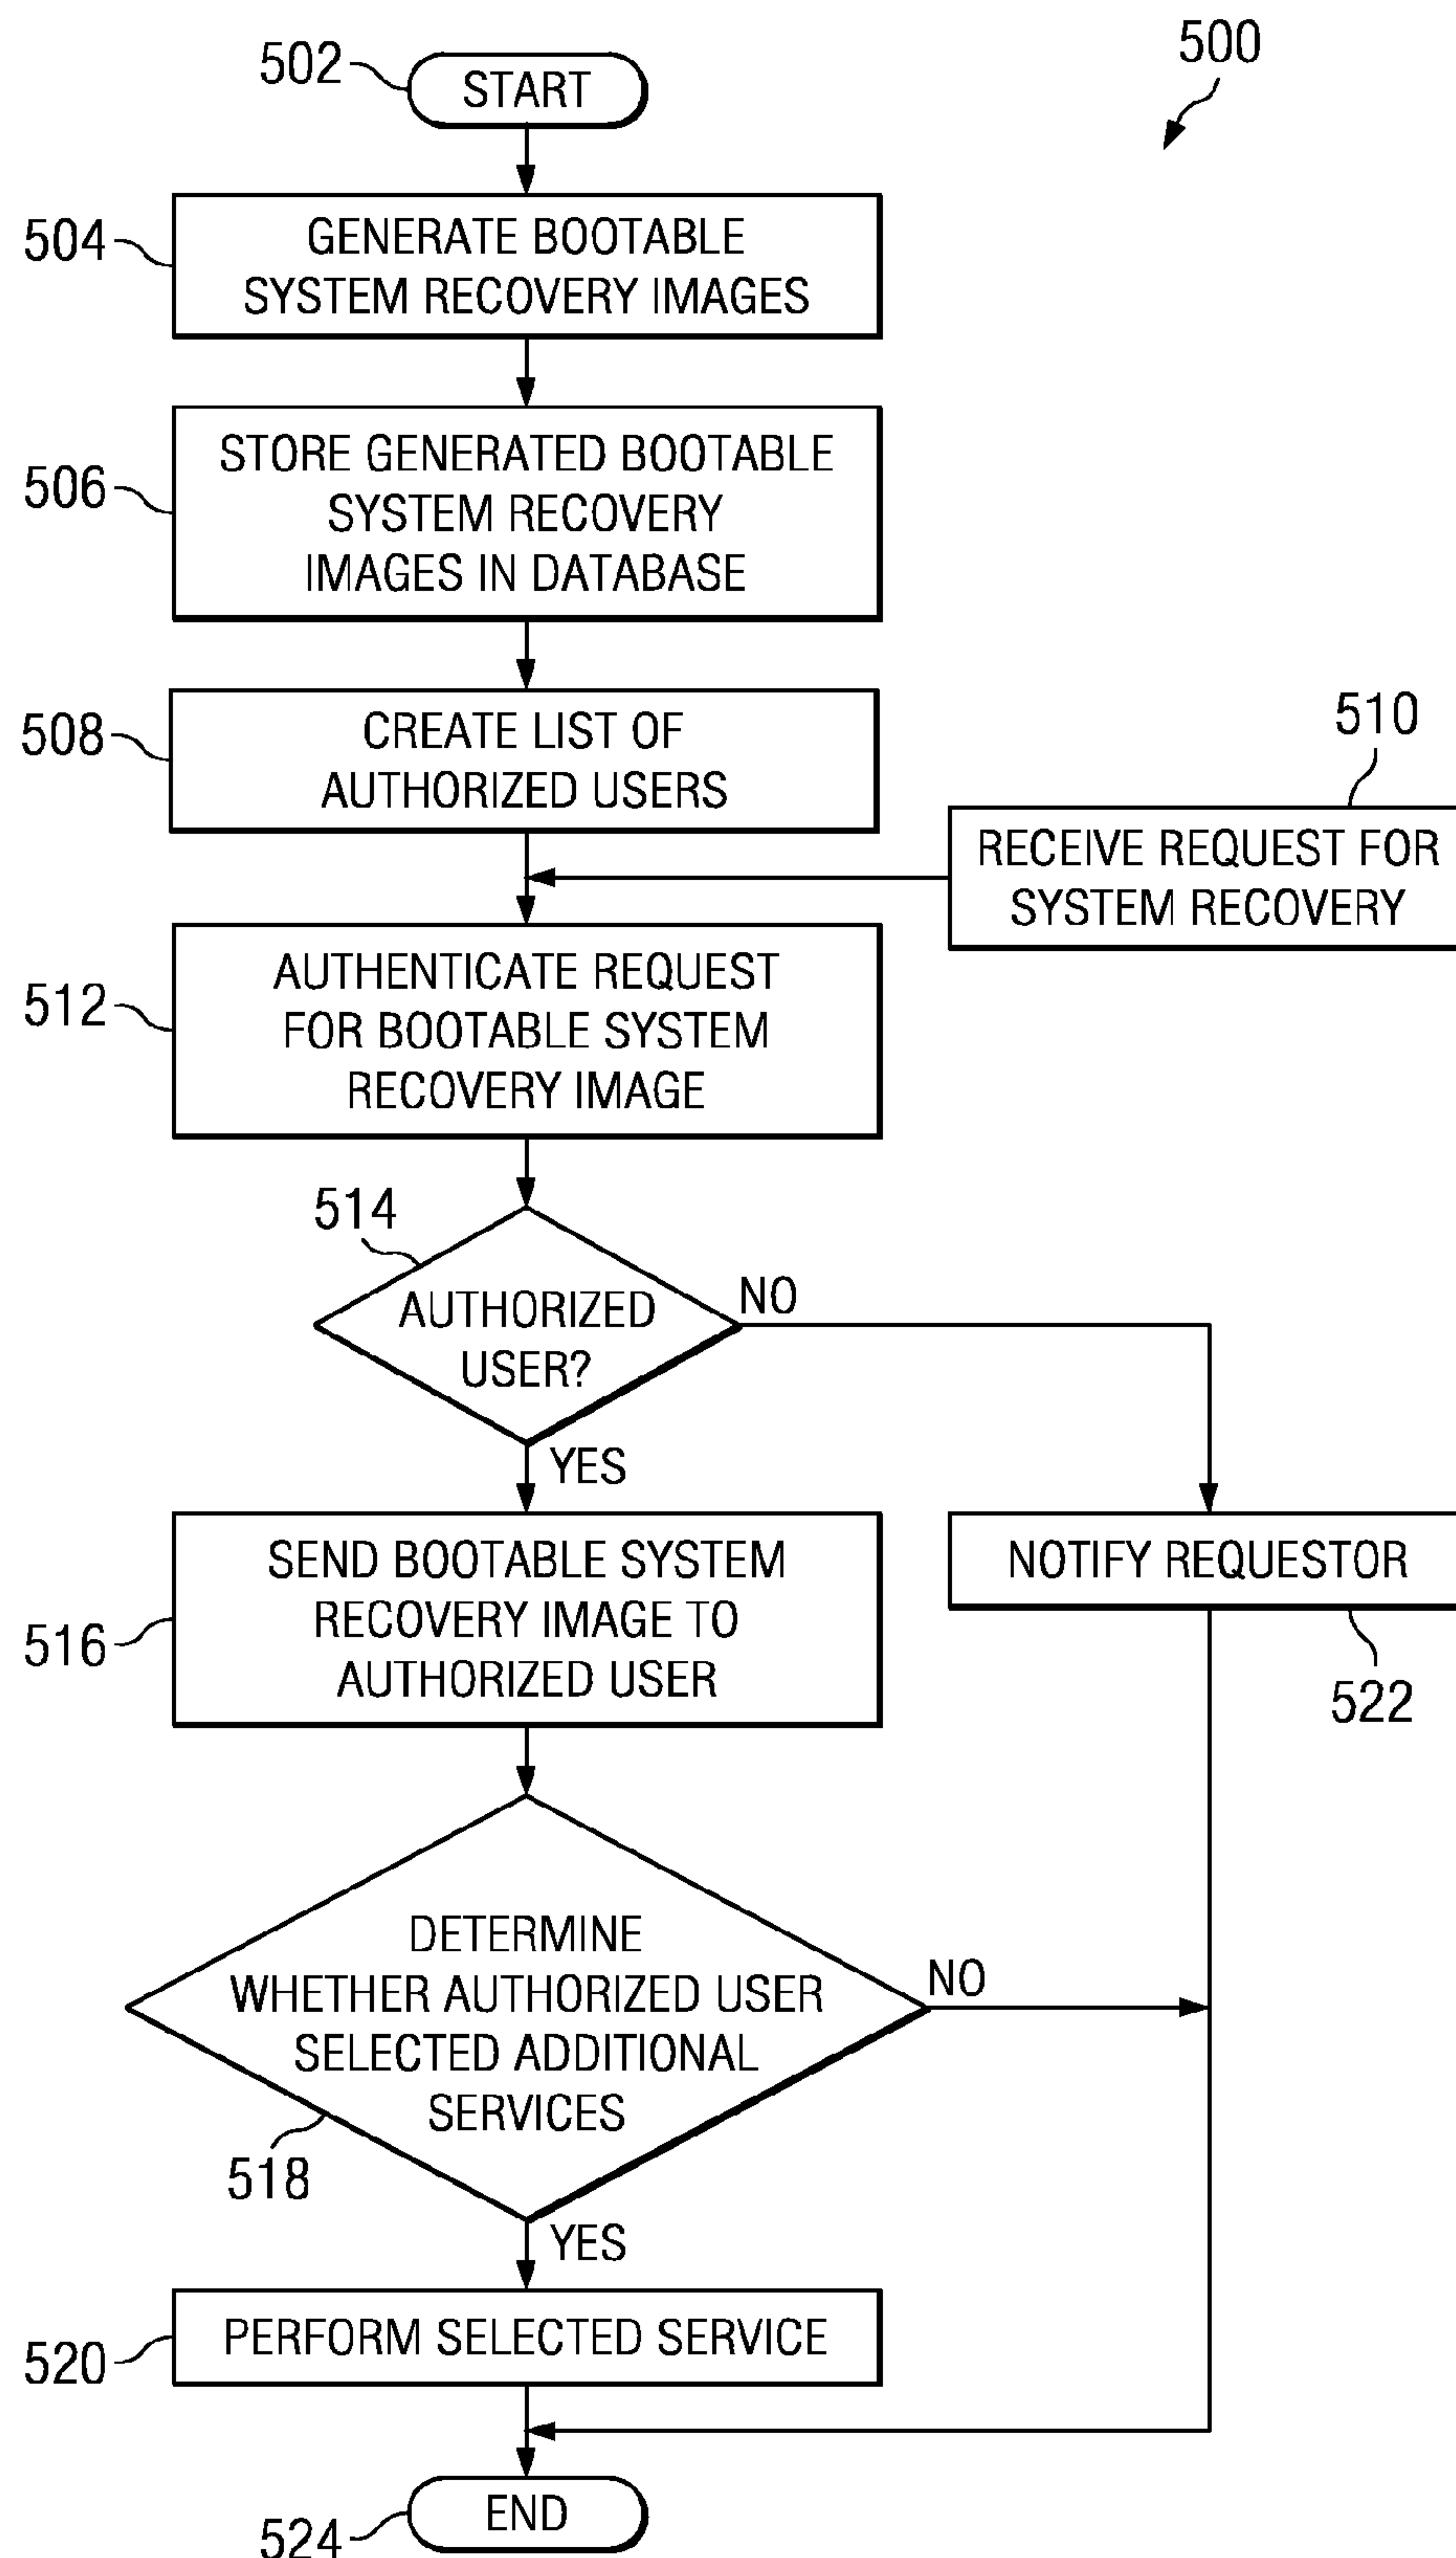 500
502
START
504
GENERATE BOOTABLE
SYSTEM RECOVERY IMAGES
506
STORE GENERATED BOOTABLE
SYSTEM RECOVERY
IMAGES IN DATABASE
508
CREATE LIST OF
AUTHORIZED USERS
510
RECEIVE REQUEST FOR
SYSTEM RECOVERY
512
AUTHENTICATE REQUEST
FOR BOOTABLE SYSTEM
RECOVERY IMAGE
514
AUTHORIZED
USER?
NO
YES
516
SEND BOOTABLE SYSTEM
RECOVERY IMAGE TO
AUTHORIZED USER
NOTIFY REQUESTOR
522
DETERMINE
WHETHER AUTHORIZED USER
SELECTED ADDITIONAL
SERVICES
518
NO
YES
520
PERFORM SELECTED SERVICE
END
524